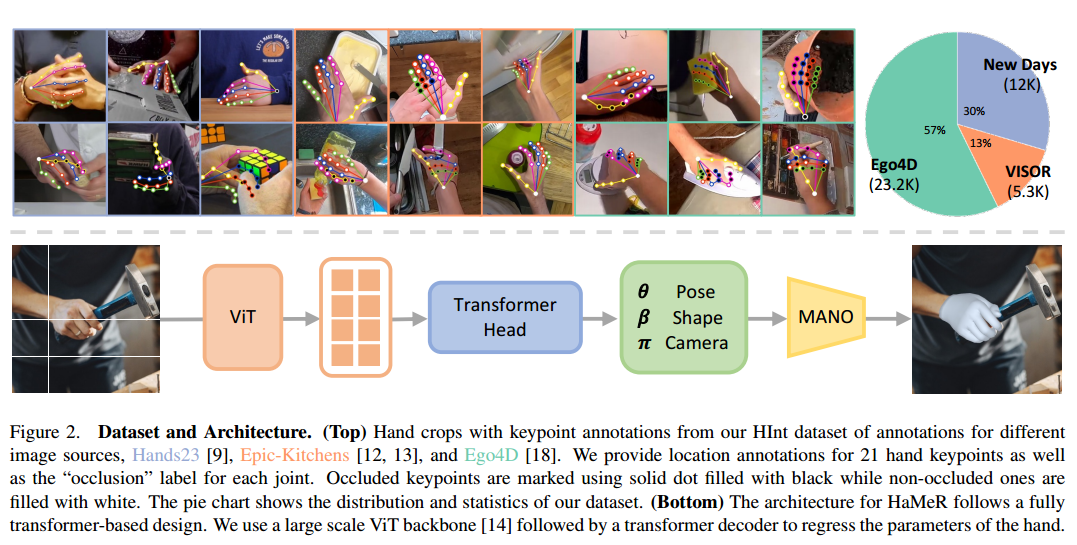 New Days
(12K)
30%
57%
13%
Ego4D
(23.2K)
VISOR
(5.3K)
ViT
Transformer
Head
θ Pose
β Shape
π Camera
MANO
Figure 2. Dataset and Architecture. (Top) Hand crops with keypoint annotations from our HInt dataset of annotations for different
image sources, Hands23 [9], Epic-Kitchens [12, 13], and Ego4D [18]. We provide location annotations for 21 hand keypoints as well
as the “occlusion” label for each joint. Occluded keypoints are marked using solid dot filled with black while non-occluded ones are
filled with white. The pie chart shows the distribution and statistics of our dataset. (Bottom) The architecture for HaMeR follows a fully
transformer-based design. We use a large scale ViT backbone [14] followed by a transformer decoder to regress the parameters of the hand.